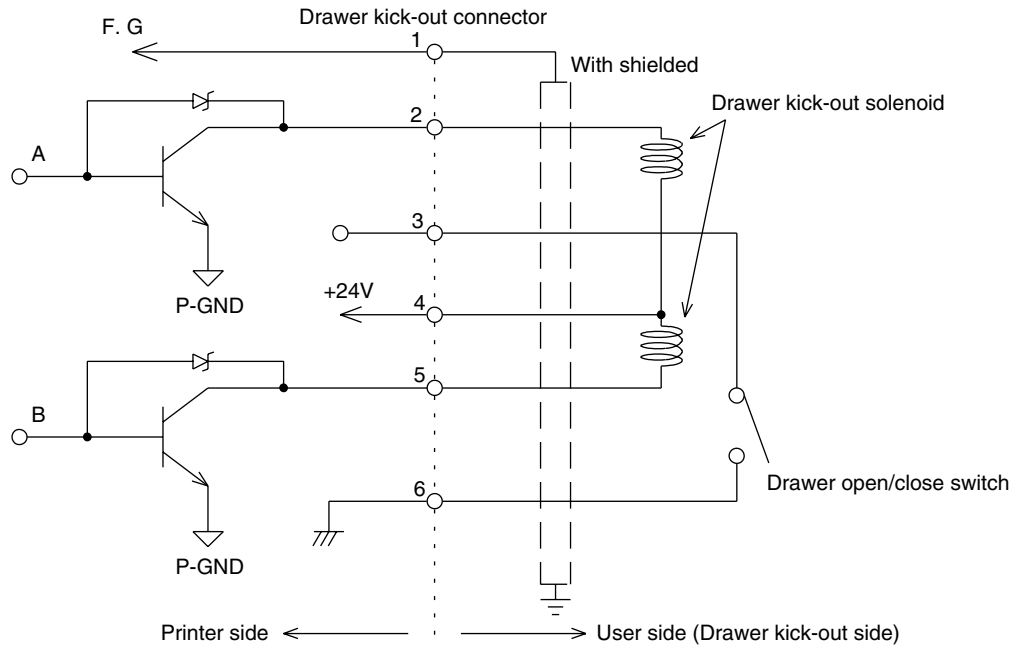 Drawer kick-out connector
F. G
1
With shielded
Drawer kick-out solenoid
2
A
3
P-GND
+24V
4
5
B
Drawer open/close switch
6
P-GND
Printer side
User side (Drawer kick-out side)